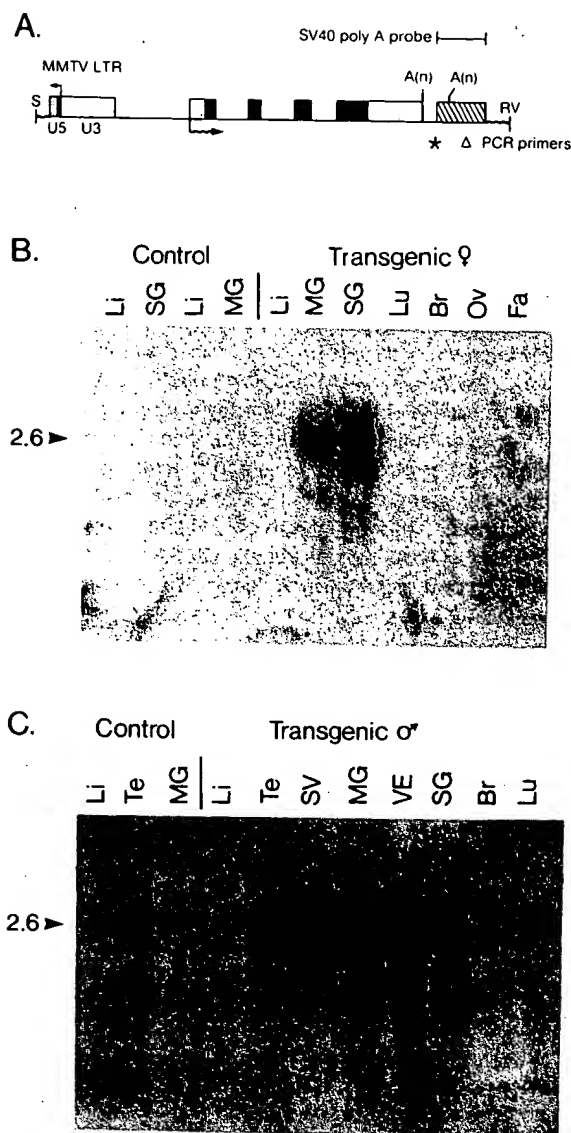 A.
SV40 poly A probe
MMTV LTR
A(n) A(n)
S RV
U5 U3
* Δ PCR primers
B.
Control Transgenic ♀
Li SG Li MG Li MG SG Lu Br Ov Fa
2.6
C.
Control Transgenic ♂
Li Te MG Li Te SV MG VE SG Br Lu
2.6